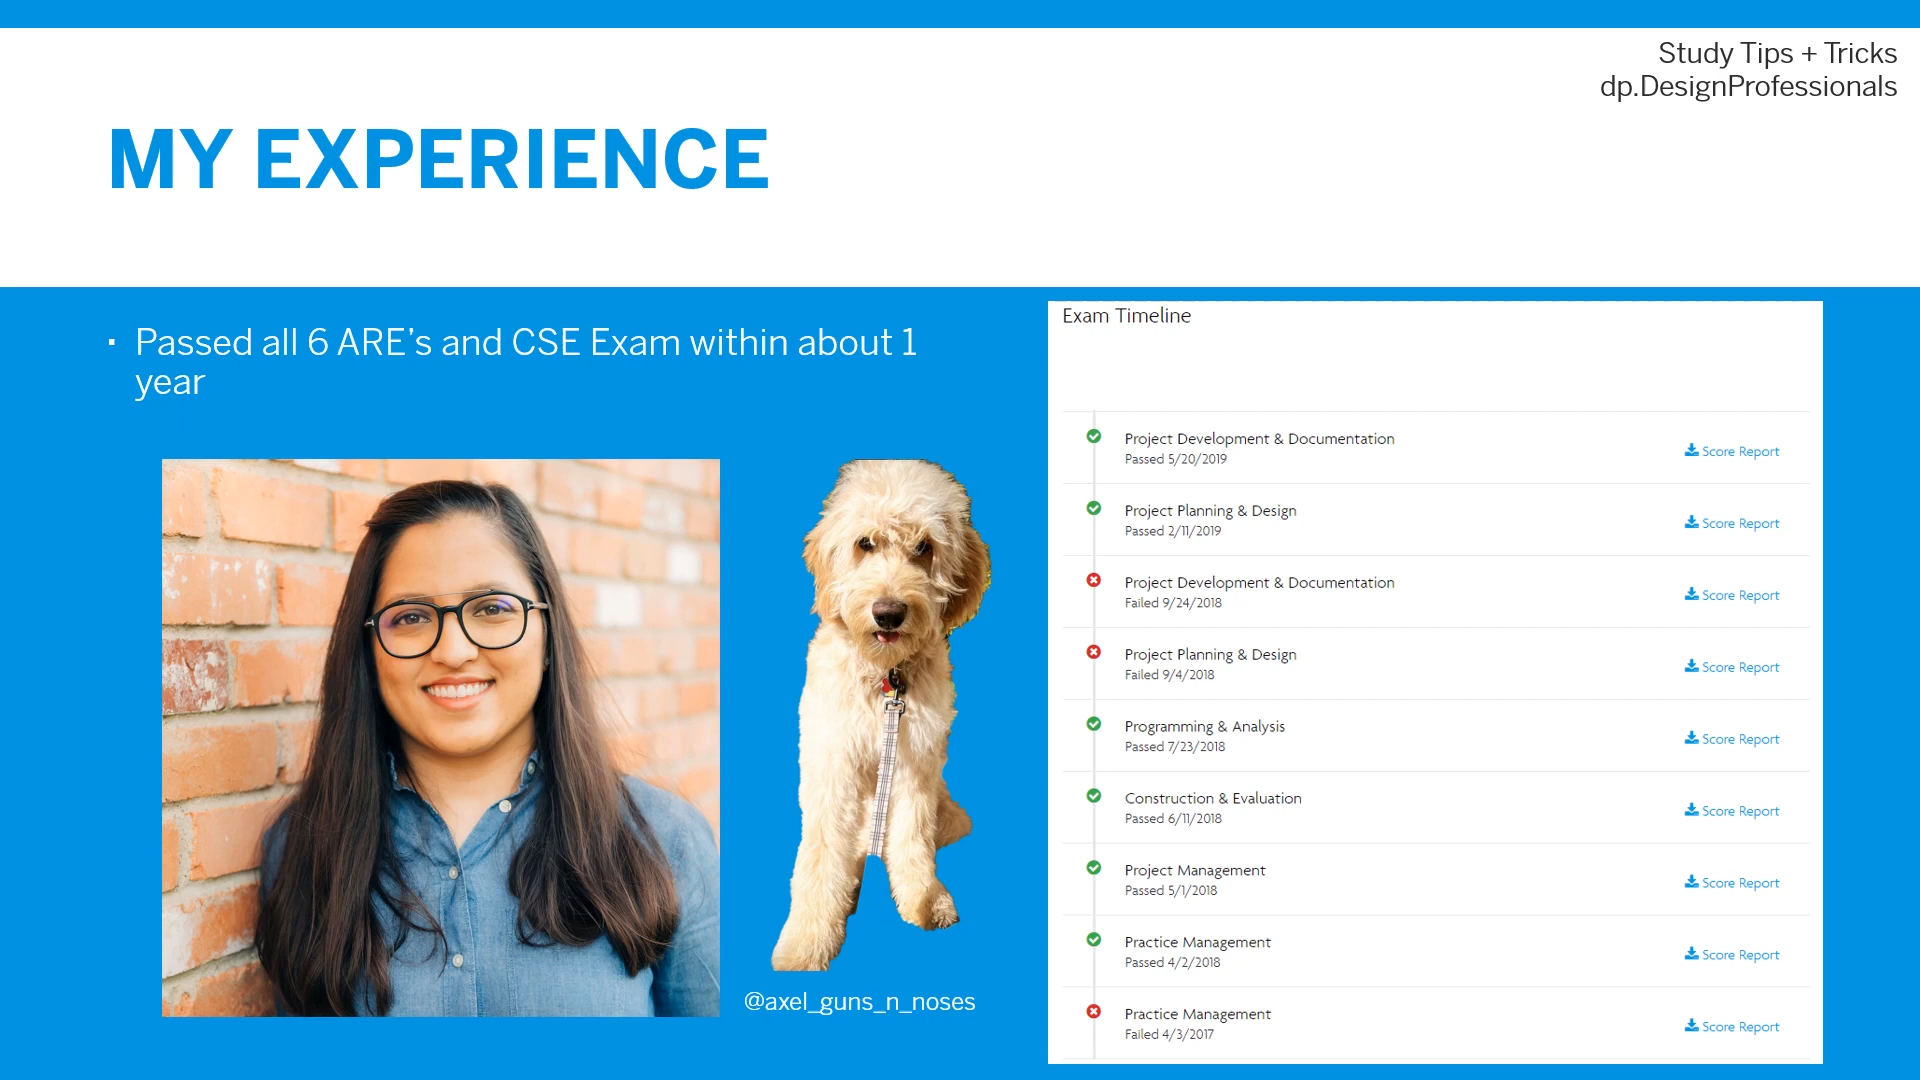 Study Tips + Tricks
dp.DesignProfessionals
MY EXPERIENCE
▪ Passed all 6 ARE's and CSE Exam within about 1
year
@axel_guns_n_noses
Exam Timeline
Project Development & Documentation
Passed 5/20/2019
Score Report
Project Planning & Design
Passed 2/11/2019
Score Report
Project Development & Documentation
Failed 9/24/2018
Score Report
Project Planning & Design
Failed 9/4/2018
Score Report
Programming & Analysis
Passed 7/23/2018
Score Report
Construction & Evaluation
Passed 6/11/2018
Score Report
Project Management
Passed 5/1/2018
Score Report
Practice Management
Passed 4/2/2018
Score Report
Practice Management
Failed 4/3/2017
Score Report